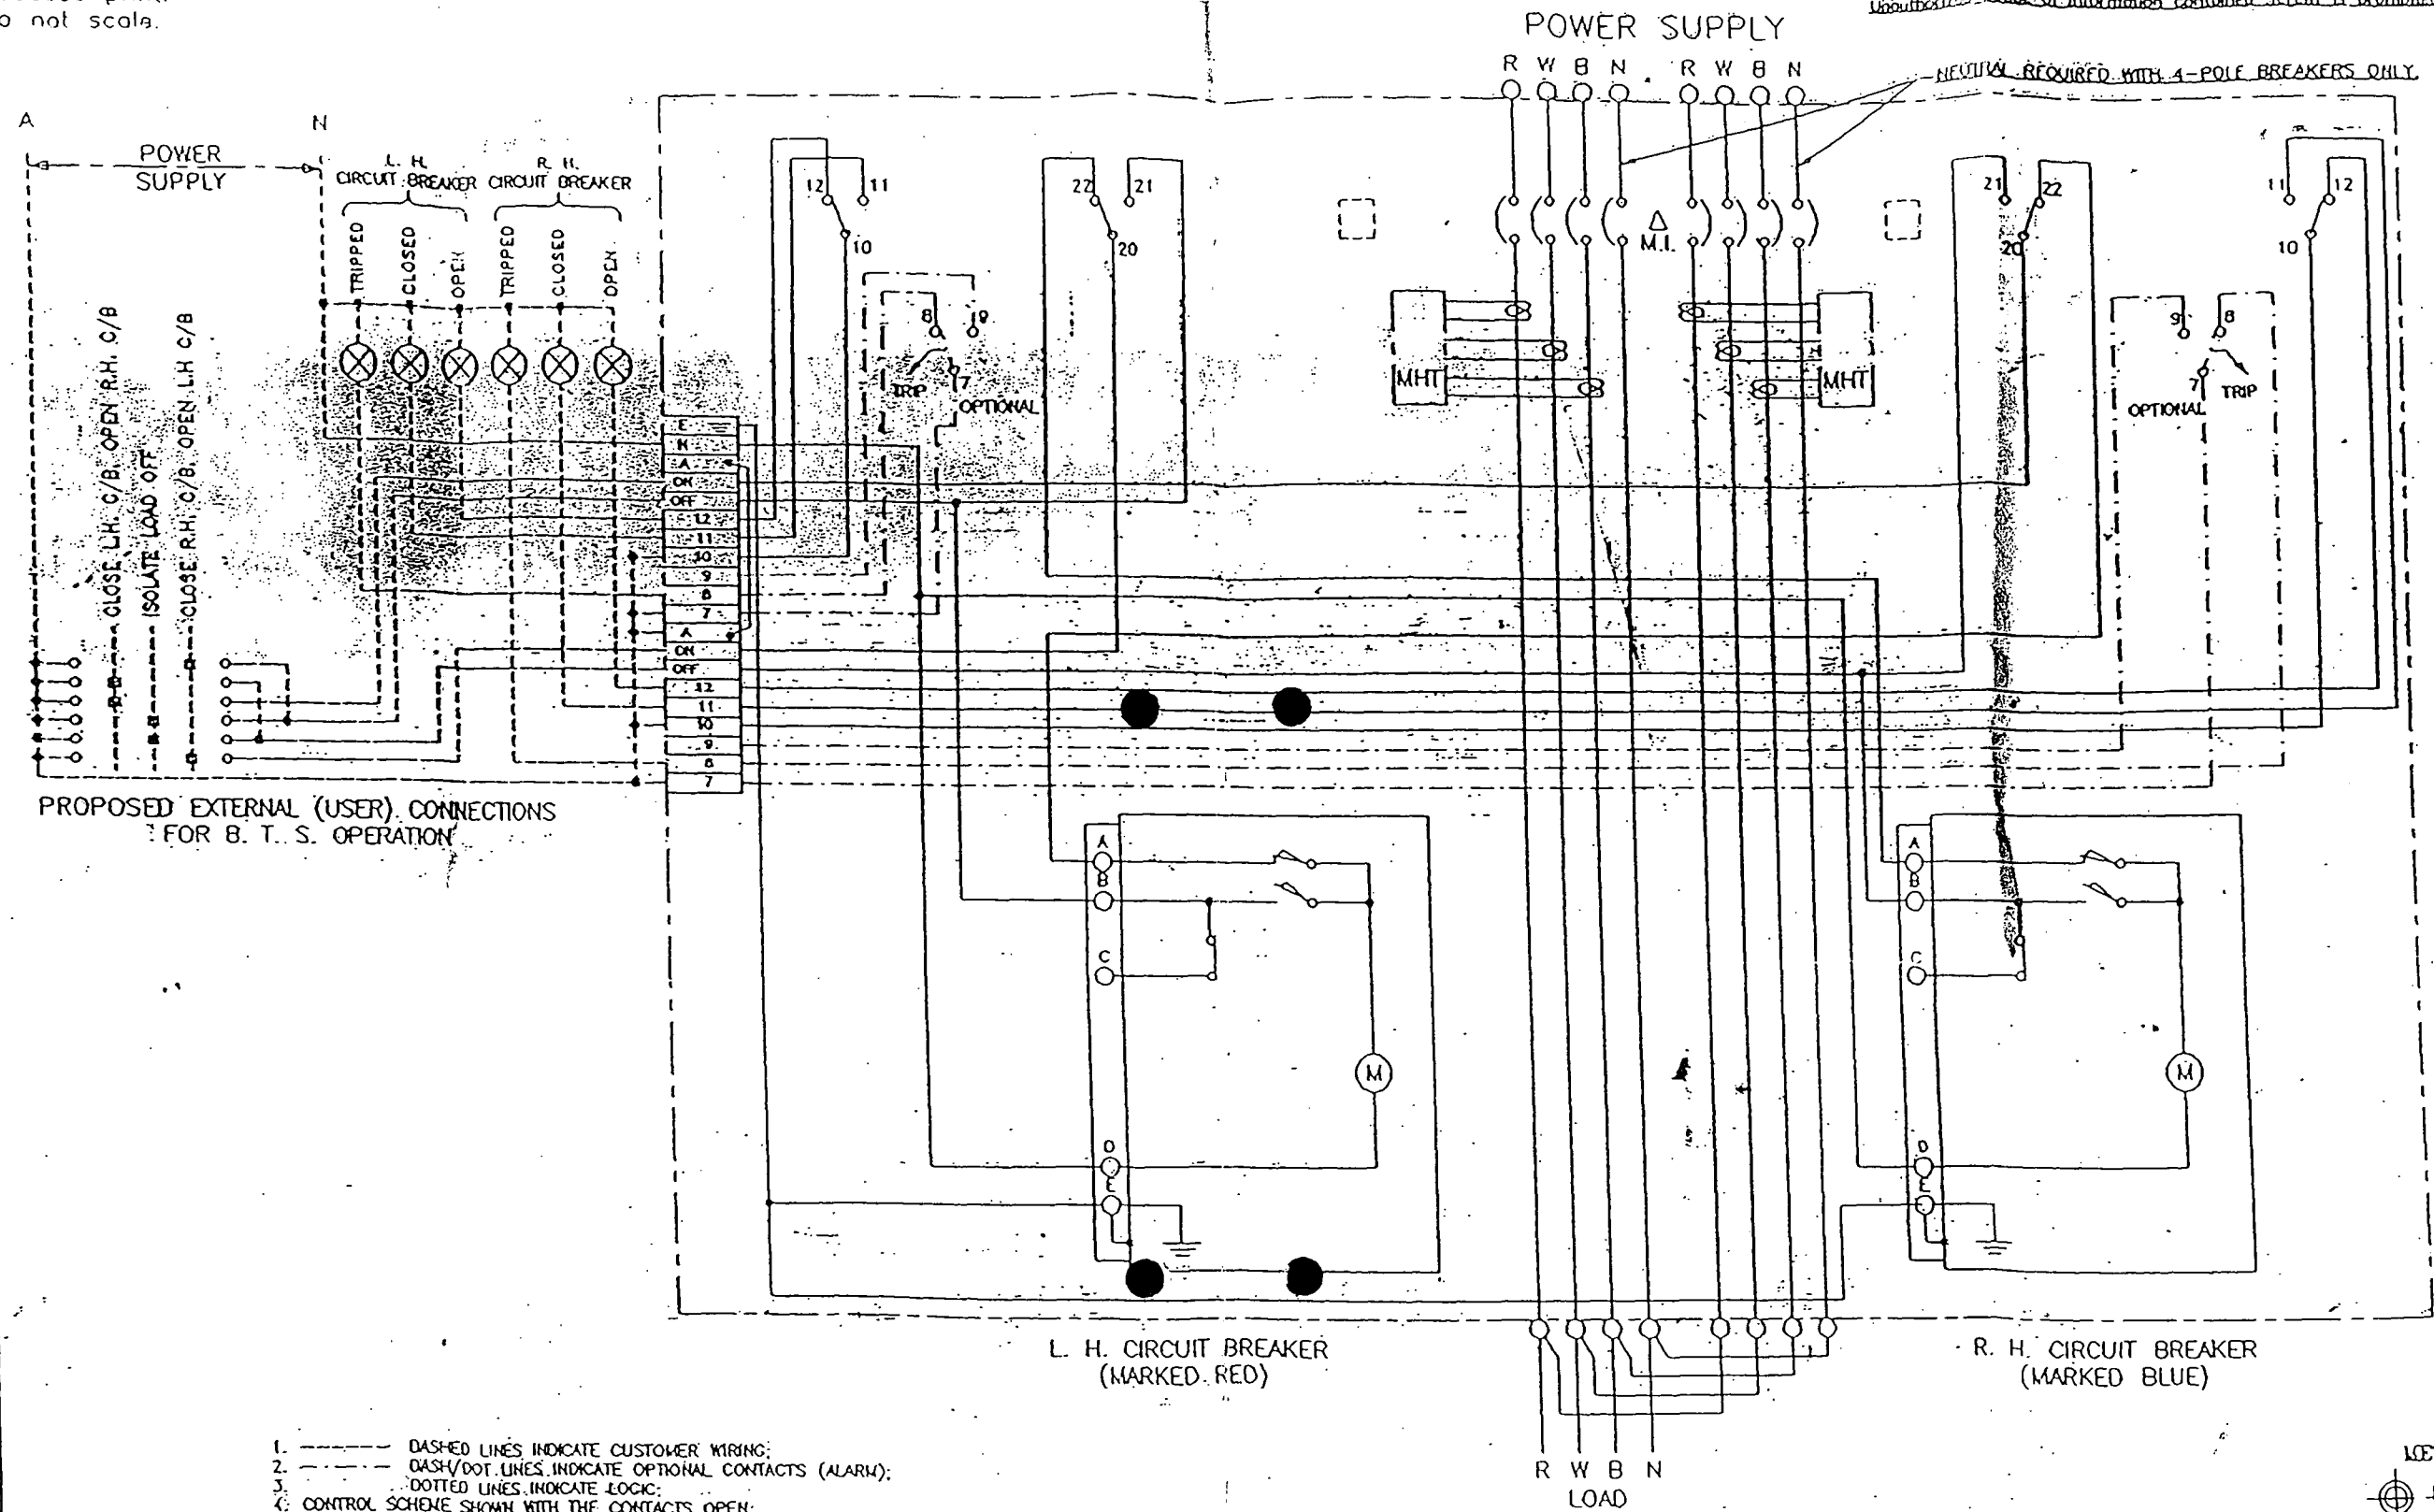 not scale.
POWER SUPPLY
R W B N R W B N
NEUTRAL REQUIRED WITH 4-POLE BREAKERS ONLY.
A
N
POWER
SUPPLY
L. H.
CIRCUIT BREAKER
R. H.
CIRCUIT BREAKER
TRIPPED
CLOSED
OPEN
TRIPPED
CLOSED
OPEN
CLOSE L.H. C/B. OPEN R.H. C/B
ISOLATE LOAD OFF
CLOSE R.H. C/B. OPEN L.H C/B
12
11
10
22
21
20
M.I.
21
22
20
11
12
10
8
9
TRIP
7
OPTIONAL
MHT
MHT
9
8
7
TRIP
OPTIONAL
E
N
A
ON
OFF
12
11
10
9
8
7
A
ON
OFF
12
11
10
9
8
7
PROPOSED EXTERNAL (USER) CONNECTIONS
FOR B. T. S. OPERATION
A
B
C
M
D
E
A
B
C
M
D
E
L. H. CIRCUIT BREAKER
(MARKED RED)
R. H. CIRCUIT BREAKER
(MARKED BLUE)
R W B N
LOAD
1. DASHED LINES INDICATE CUSTOMER WIRING;
2. DASH/DOT LINES INDICATE OPTIONAL CONTACTS (ALARM);
3. DOTTED LINES INDICATE LOGIC;
4. CONTROL SCHEME SHOWN WITH THE CONTACTS OPEN;